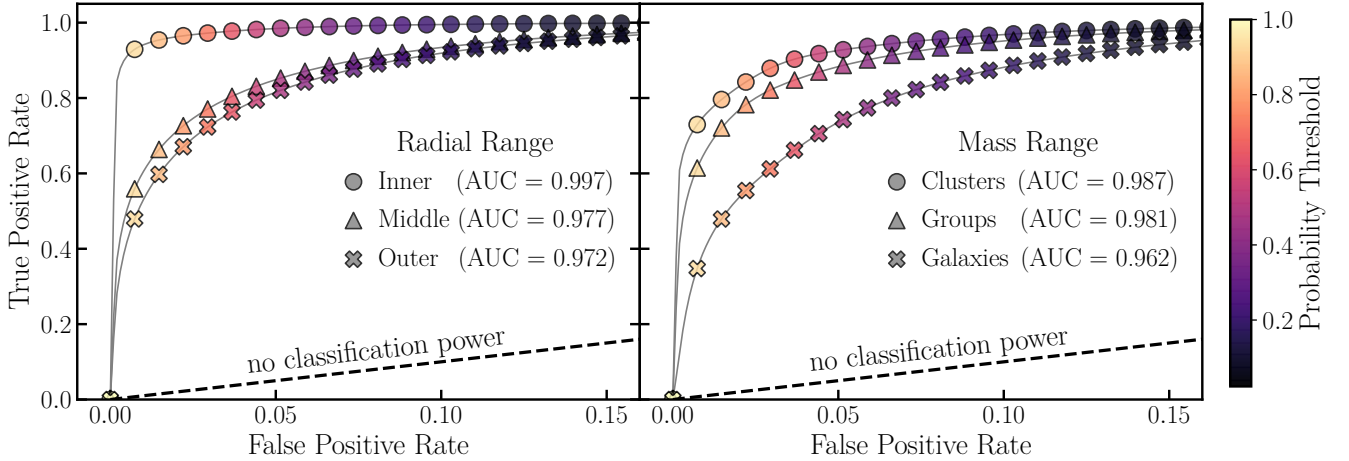 True Positive Rate
1.0
0.8
0.6
0.4
0.2
0.0
Radial Range
Inner (AUC = 0.997)
Middle (AUC = 0.977)
Outer (AUC = 0.972)
no classification power
0.00 0.05 0.10 0.15
False Positive Rate
Mass Range
Clusters (AUC = 0.987)
Groups (AUC = 0.981)
Galaxies (AUC = 0.962)
no classification power
0.00 0.05 0.10 0.15
False Positive Rate
1.0
0.8
0.6
0.4
0.2
Probability Threshold